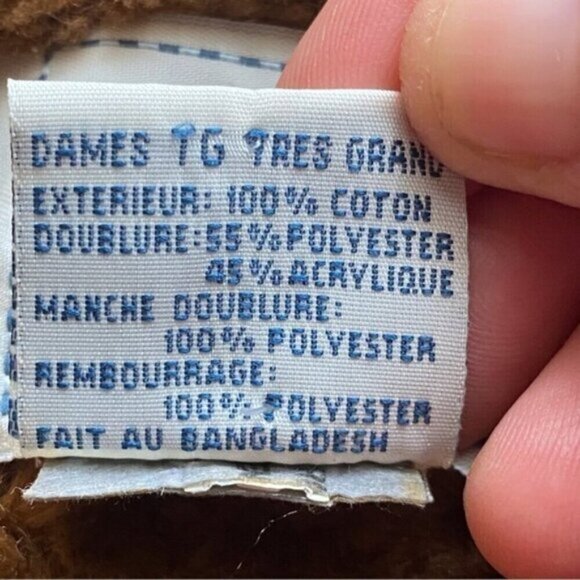 DAMES TG TRES GRAND
EXTERIEUR: 100% COTON
DOUBLURE: 55% POLYESTER
45% ACRYLIQUE
MANCHE DOUBLURE:
100% POLYESTER
REMBOURRAGE:
100% POLYESTER
FAIT AU BANGLADESH